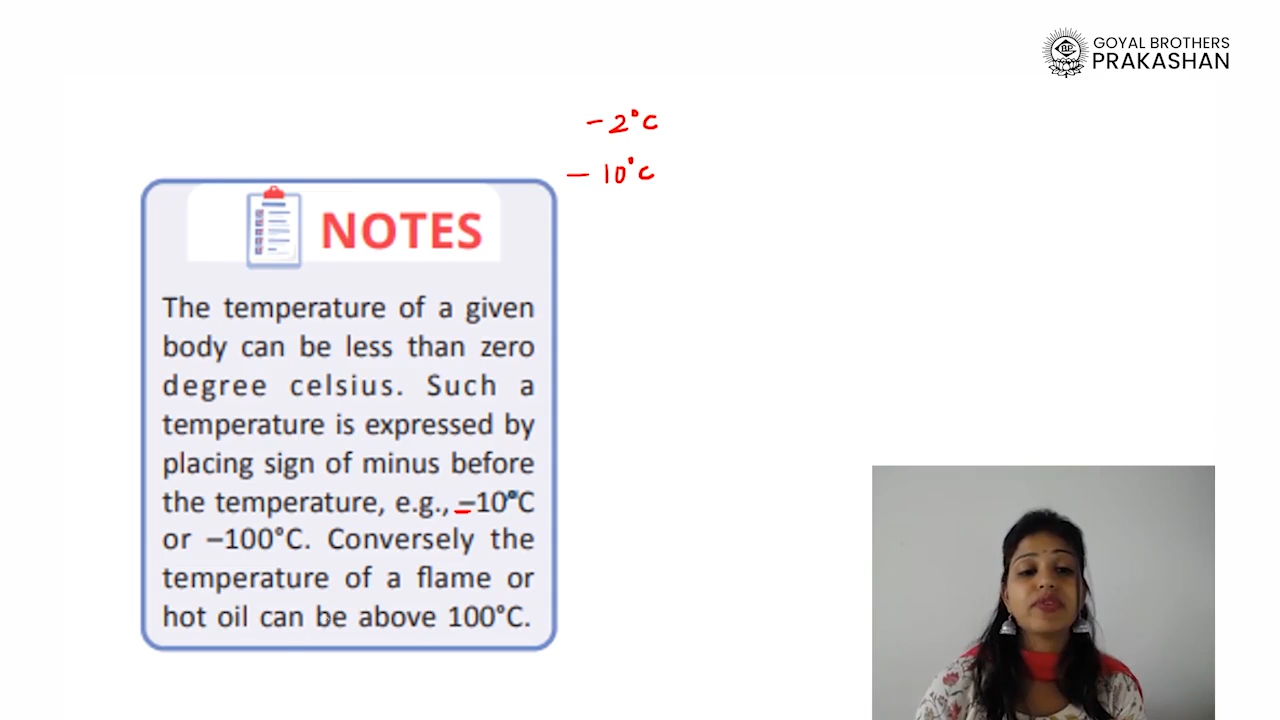 GOYAL BROTHERS
PRAKASHAN
-2°C
- 10°C
NOTES
The temperature of a given
body can be less than zero
degree celsius. Such a
temperature is expressed by
placing sign of minus before
the temperature, e.g., –10°C
or –100°C. Conversely the
temperature of a flame or
hot oil can be above 100°C.